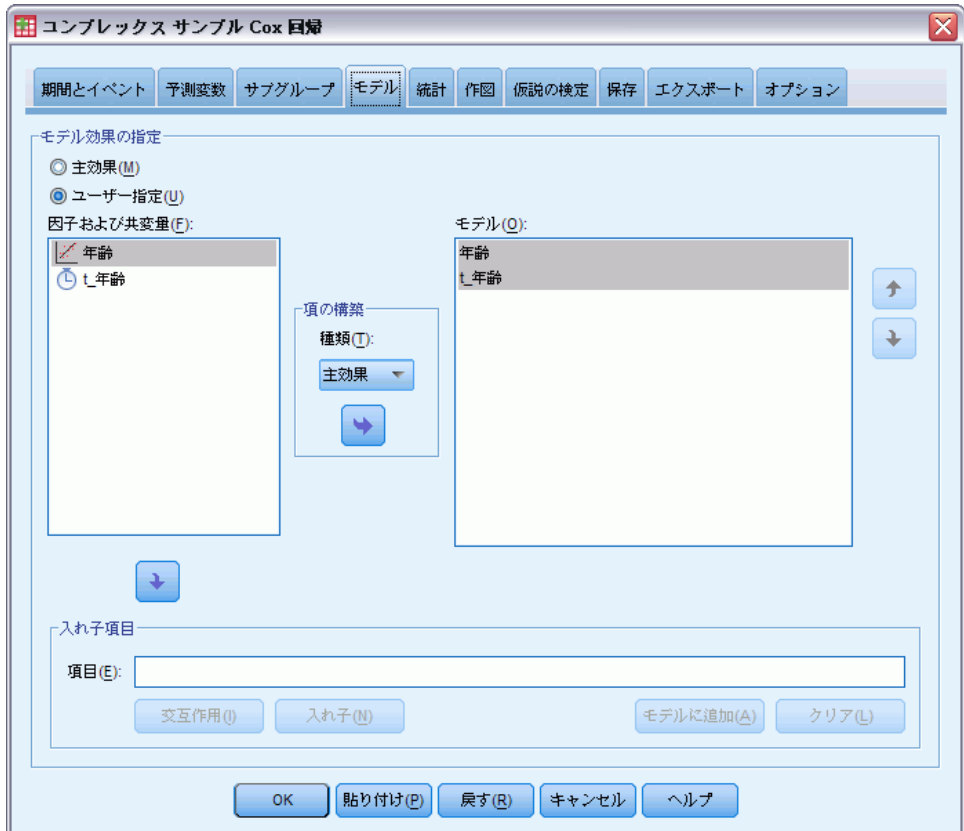 コンプレックス サンプル Cox 回帰
期間とイベント 予測変数 サブグループ モデル 統計 作図 仮説の検定 保存 エクスポート オプション
モデル効果の指定
主効果(M)
ユーザー指定(U)
因子および共変量(F):
年齢
t_年齢
項の構築
種類(T):
主効果
モデル(O):
年齢
t_年齢
入れ子項目
項目(E):
交互作用(I) 入れ子(N) モデルに追加(A) クリア(L)
OK 貼り付け(P) 戻す(R) キャンセル ヘルプ